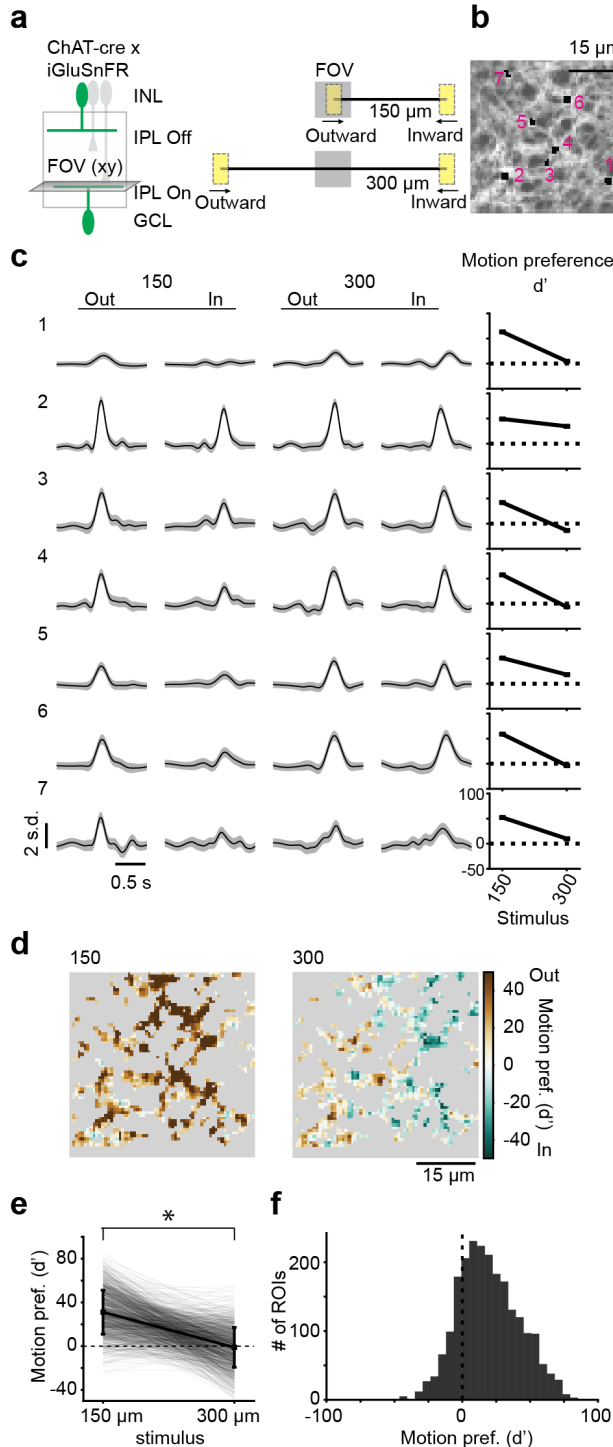 a
ChAT-cre x
iGluSnFR
INL
IPL Off
FOV (xy)
IPL On
GCL
FOV
150 µm
Outward
Inward
300 µm
Outward
Inward
b
15 µm
7
6
5
4
1
2
3
c
150
300
Out
In
Out
In
Motion preference
d'
1
2
3
4
5
6
7
2 s.d.
0.5 s
100
0
-50
150
300
Stimulus
d
150
300
15 µm
Out
40
20
0
-20
-40
In
Motion pref. (d')
e
*
80
40
0
-40
Motion pref. (d')
150 µm
300 µm
stimulus
f
200
100
0
# of ROIs
-100
0
100
Motion pref. (d')